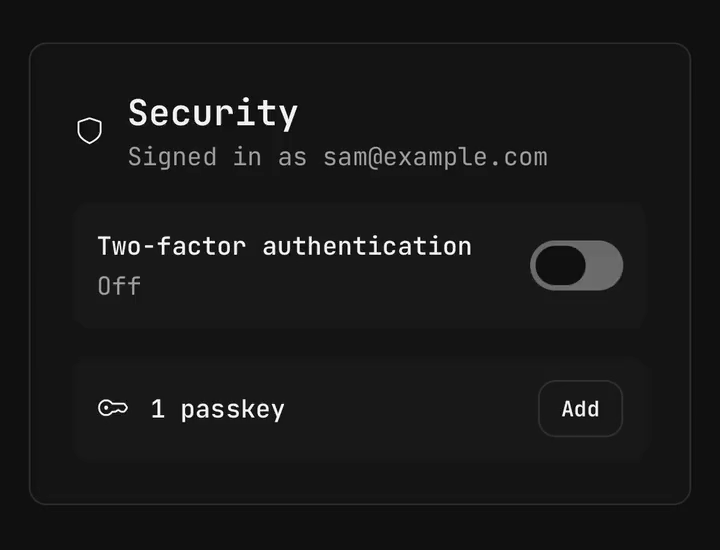 Security
Signed in as sam@example.com
Two-factor authentication
Off
1 passkey
Add